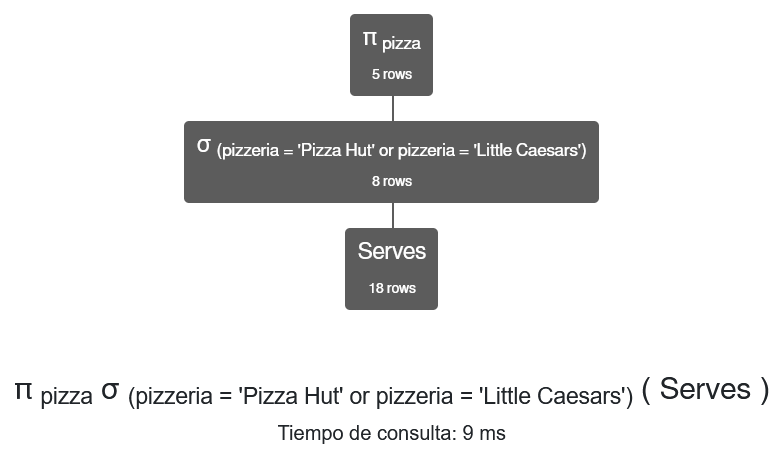 π pizza
5 rows
σ (pizzeria = 'Pizza Hut' or pizzeria = 'Little Caesars')
8 rows
Serves
18 rows
π pizza σ (pizzeria = 'Pizza Hut' or pizzeria = 'Little Caesars') ( Serves )
Tiempo de consulta: 9 ms